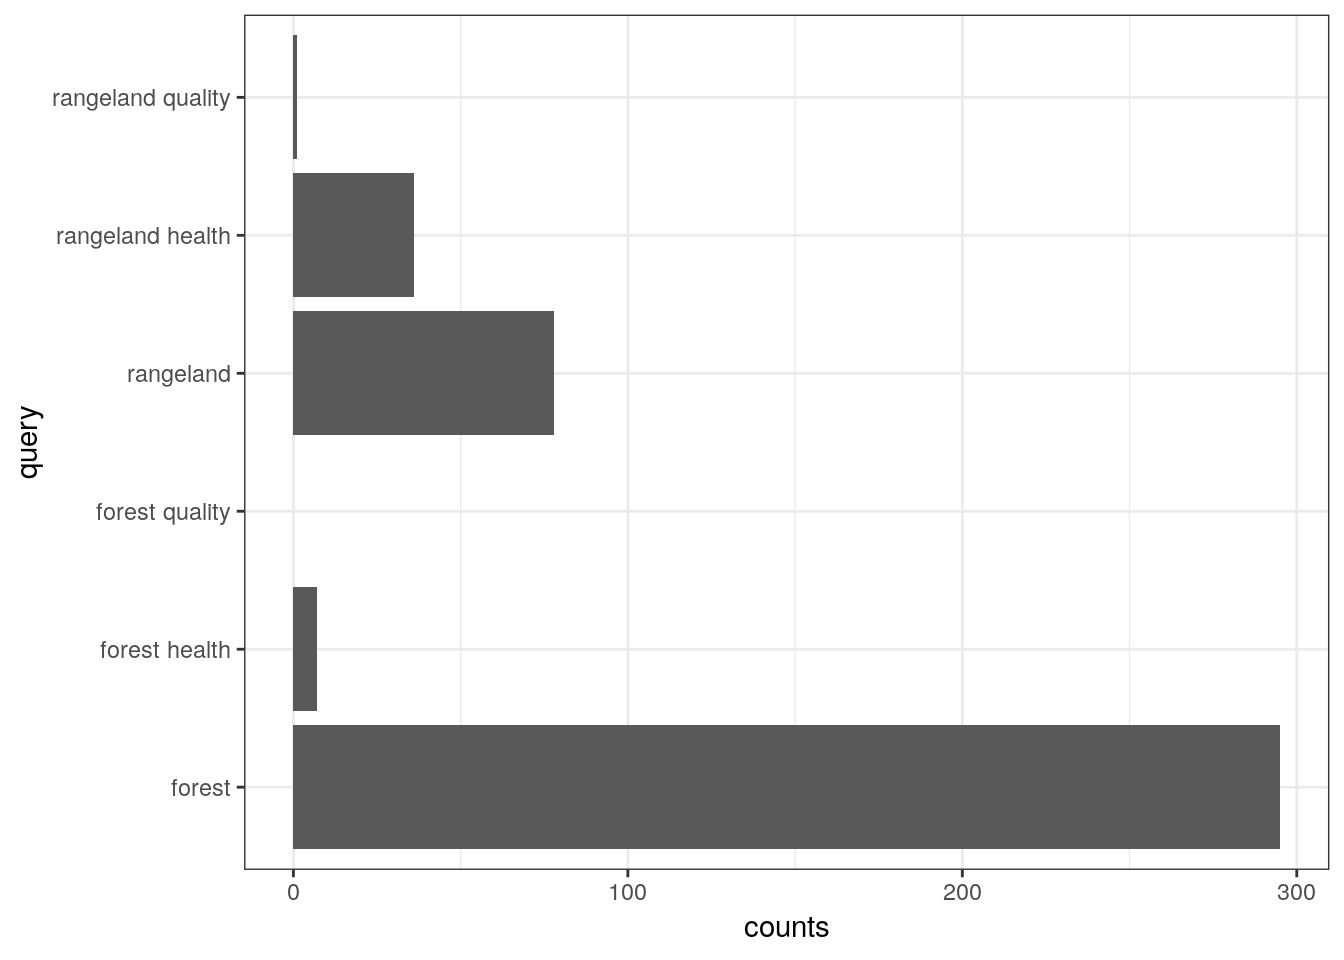 rangeland quality
rangeland health
rangeland
forest quality
forest health
forest
query
0 100 200 300
counts